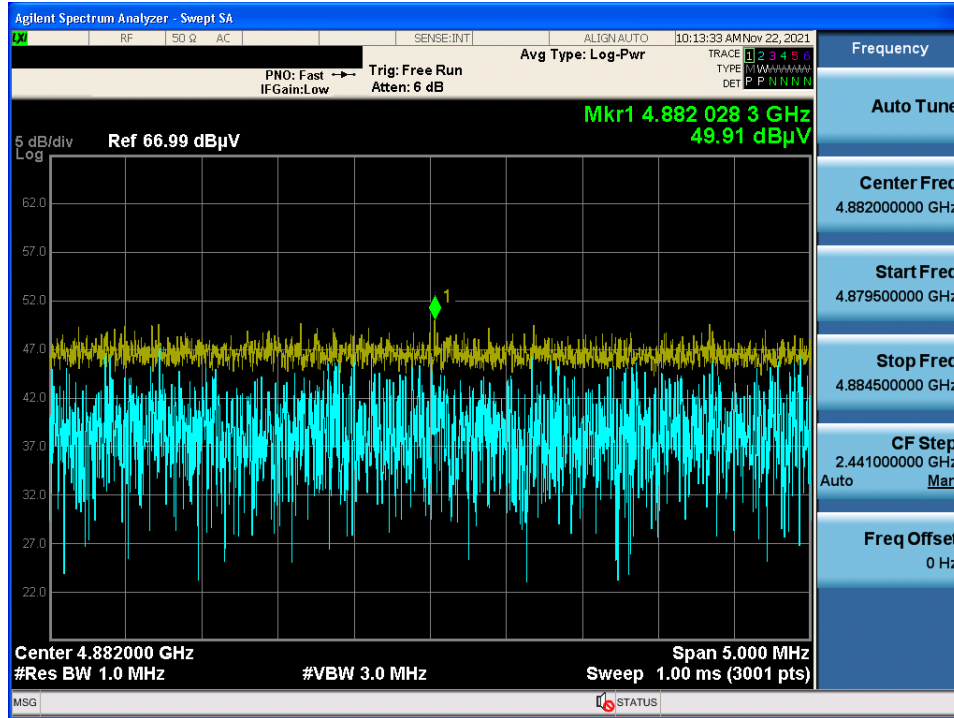 Agilent Spectrum Analyzer - Swept SA
LXI RF 50 Ω AC SENSE:INT ALIGN AUTO 10:13:33 AM Nov 22, 2021
Frequency
PNO: Fast
IFGain:Low
Trig: Free Run
Atten: 6 dB
Avg Type: Log-Pwr
TRACE 1 2 3 4 5 6
TYPE M W W W W W
DET P P N N N N
Auto Tune
Mkr1 4.882 028 3 GHz
49.91 dBµV
5 dB/div Ref 66.99 dBµV
Log
62.0
57.0
52.0
47.0
42.0
37.0
32.0
27.0
22.0
1
Center Freq
4.882000000 GHz
Start Freq
4.879500000 GHz
Stop Freq
4.884500000 GHz
CF Step
2.441000000 GHz
Auto Man
Freq Offset
0 Hz
Center 4.882000 GHz Span 5.000 MHz
#Res BW 1.0 MHz #VBW 3.0 MHz Sweep 1.00 ms (3001 pts)
MSG STATUS